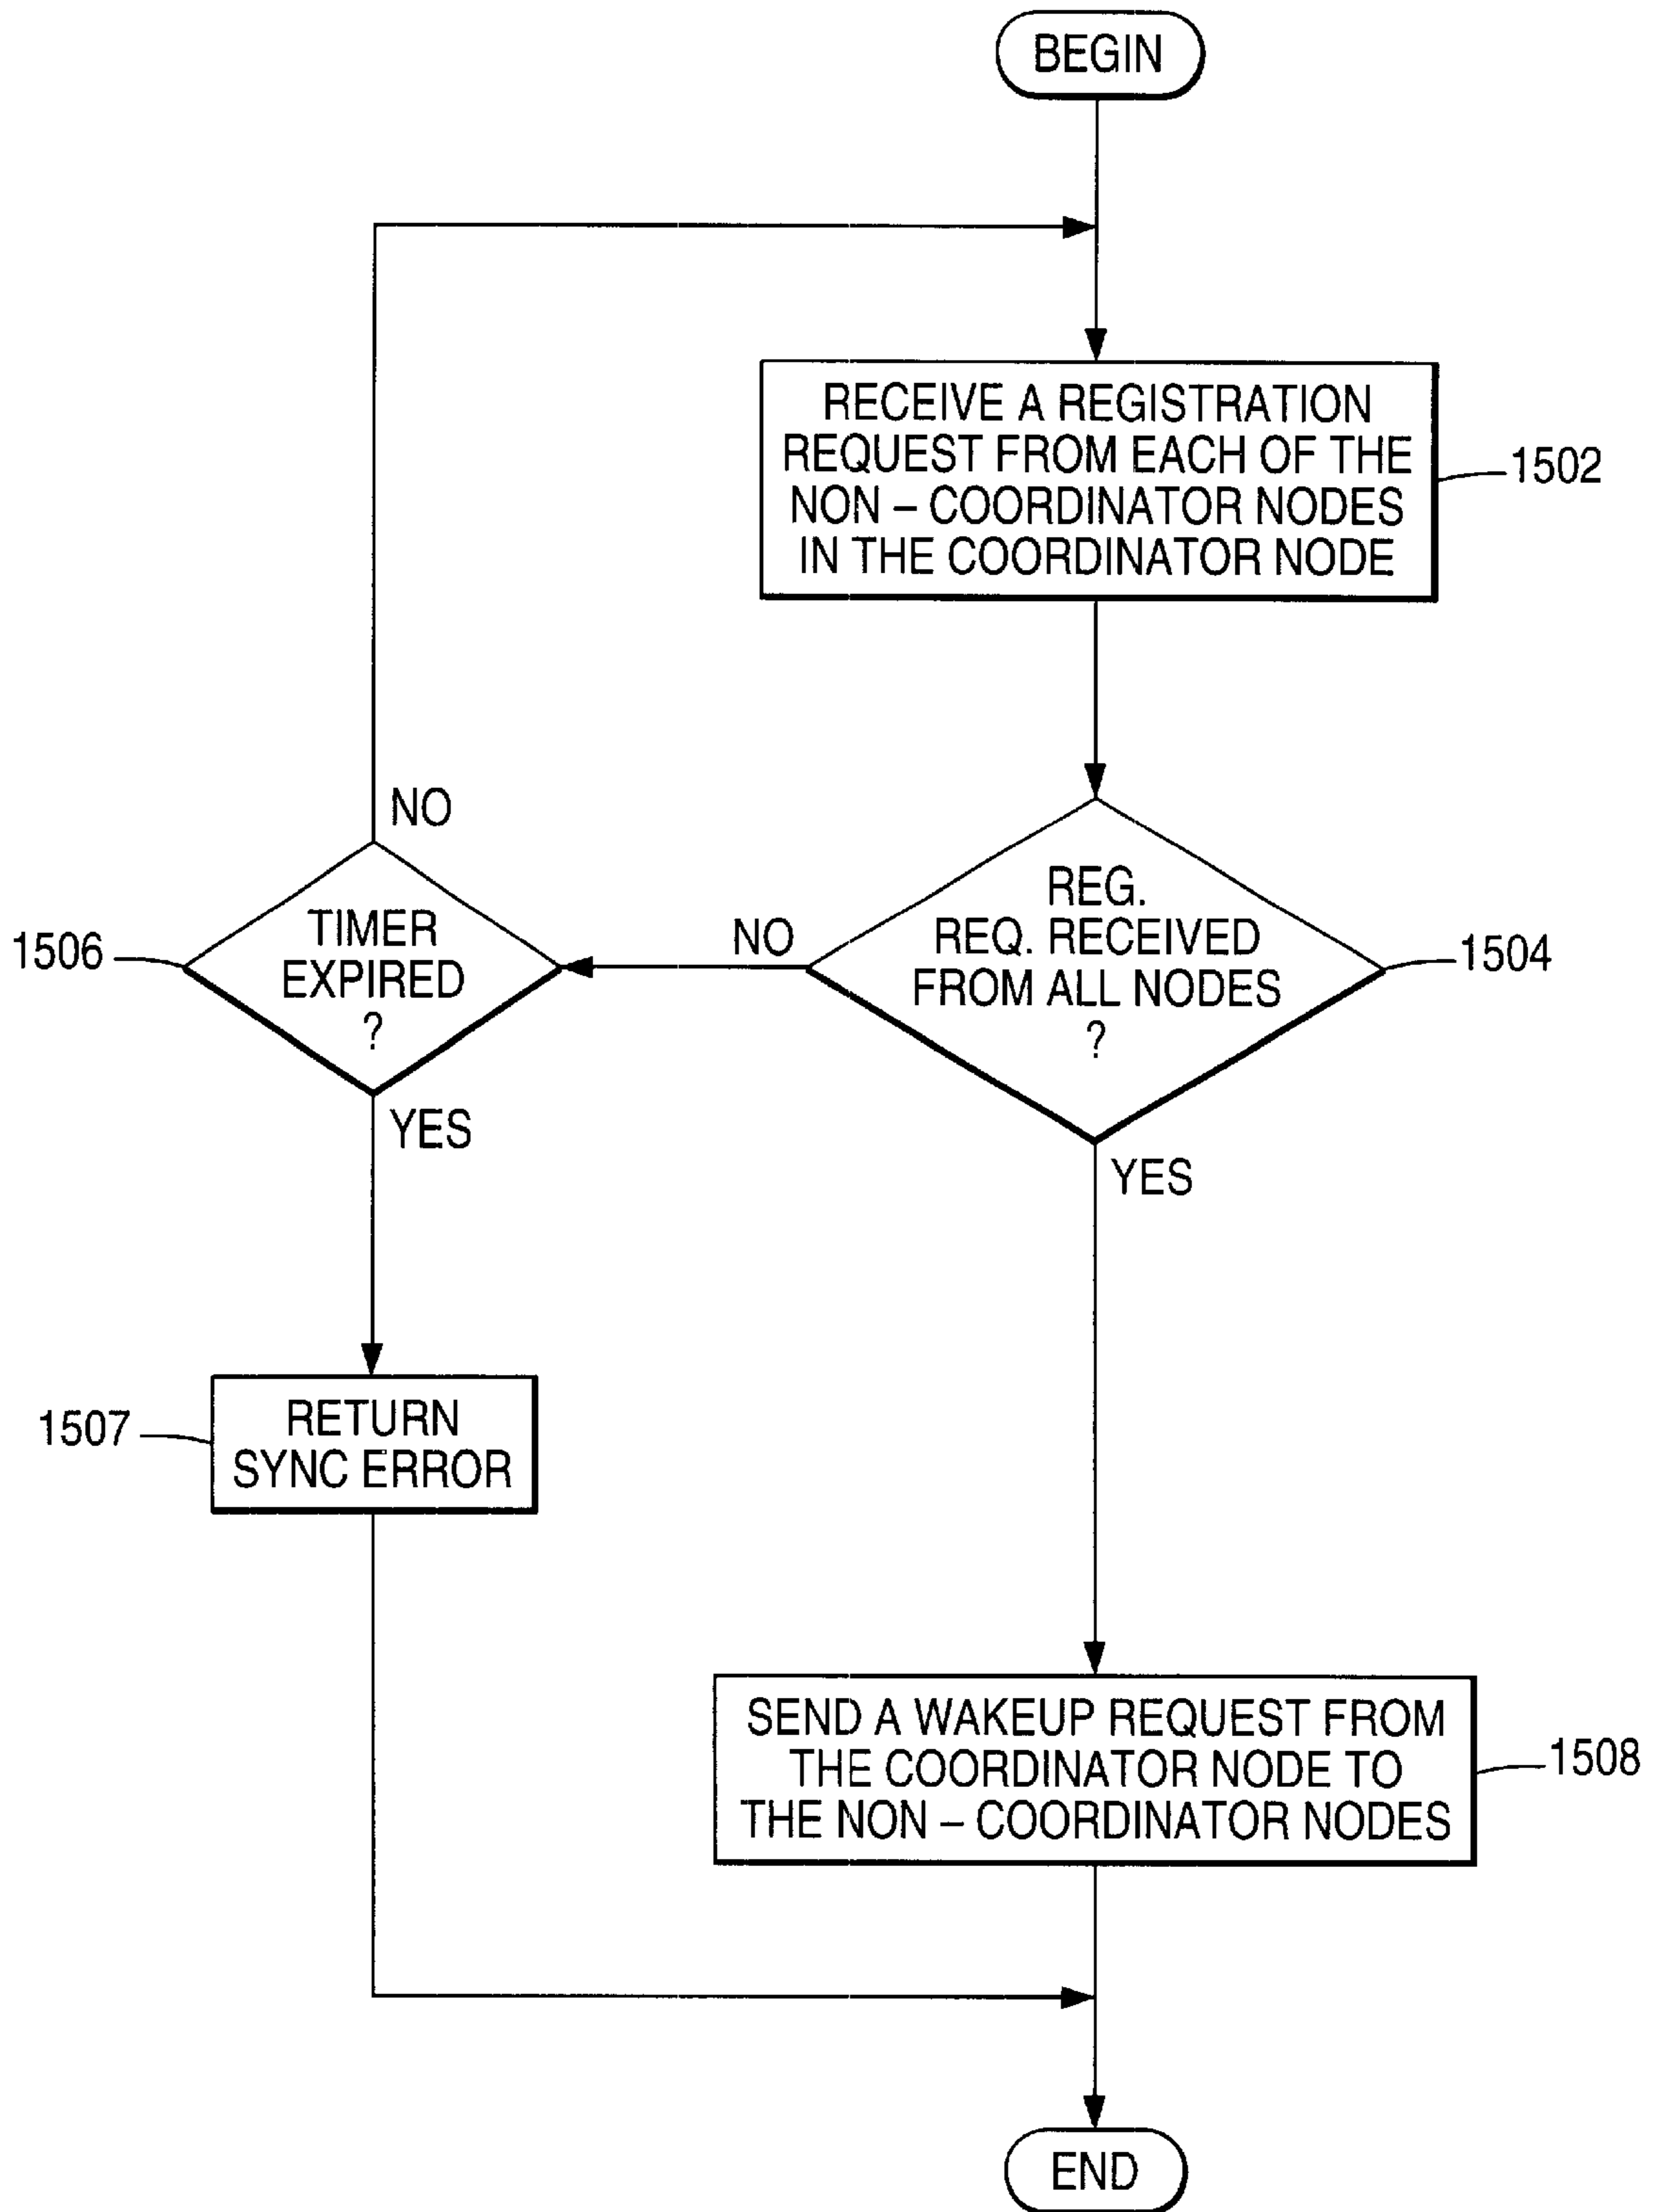 BEGIN
RECEIVE A REGISTRATION
REQUEST FROM EACH OF THE
NON – COORDINATOR NODES
IN THE COORDINATOR NODE
1502
NO
REG.
REQ. RECEIVED
FROM ALL NODES
?
1504
NO
TIMER
EXPIRED
?
1506
YES
YES
RETURN
SYNC ERROR
1507
SEND A WAKEUP REQUEST FROM
THE COORDINATOR NODE TO
THE NON – COORDINATOR NODES
1508
END